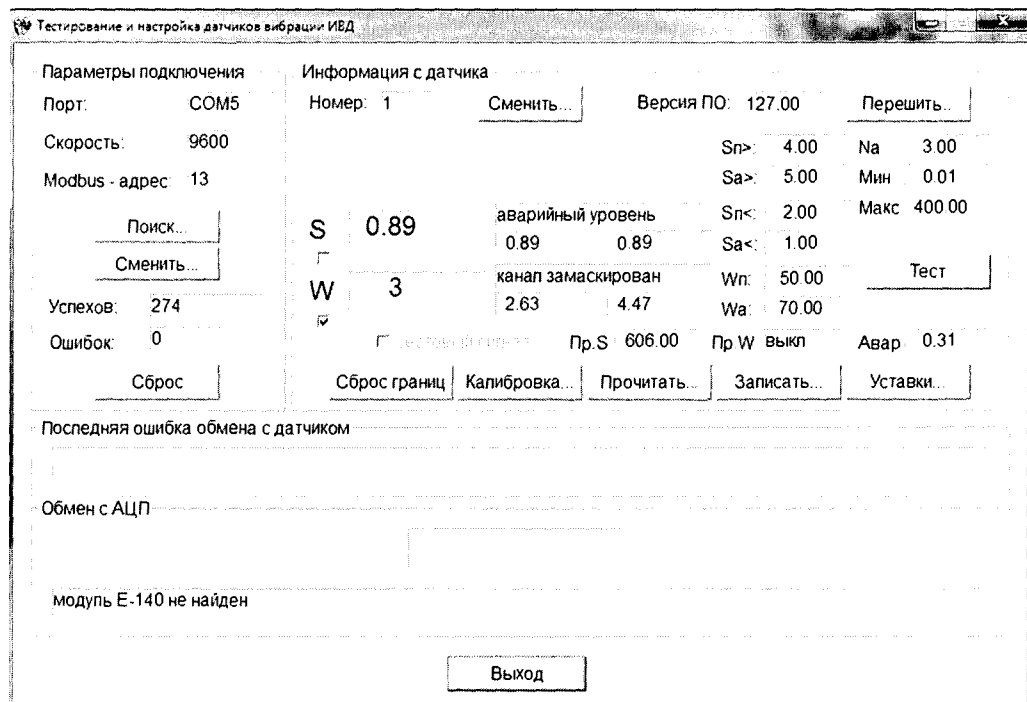 Тестирование и настройка датчиков вибрации ИВД
Параметры подключения
Порт: COM5
Скорость: 9600
Modbus - адрес: 13
Поиск...
Сменить...
Успехов: 274
Ошибок: 0
Сброс
Информация с датчика
Номер: 1 Сменить... Версия ПО: 127.00 Перешить...
Sп>: 4.00 Na 3.00
Sa>: 5.00 Мин 0.01
Sп<: 2.00 Макс 400.00
Sa<: 1.00
Wп: 50.00 Тест
Wa: 70.00
S 0.89 аварийный уровень
0.89 0.89
W 3 канал замаскирован
2.63 4.47
Пр.S 606.00 Пр W выкл Авар 0.31
Сброс границ Калибровка... Прочитать... Записать... Уставки...
Последняя ошибка обмена с датчиком
Обмен с АЦП
модуль E-140 не найден
Выход